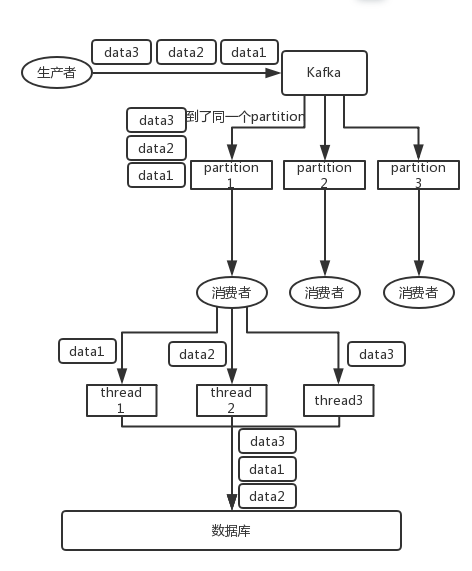 data3 data2 data1
生产者
Kafka
到了同一个partition
data3
data2
data1
partition
1
partition
2
partition
3
消费者
消费者
消费者
data1
data2
data3
thread
1
thread
2
thread3
data3
data1
data2
数据库